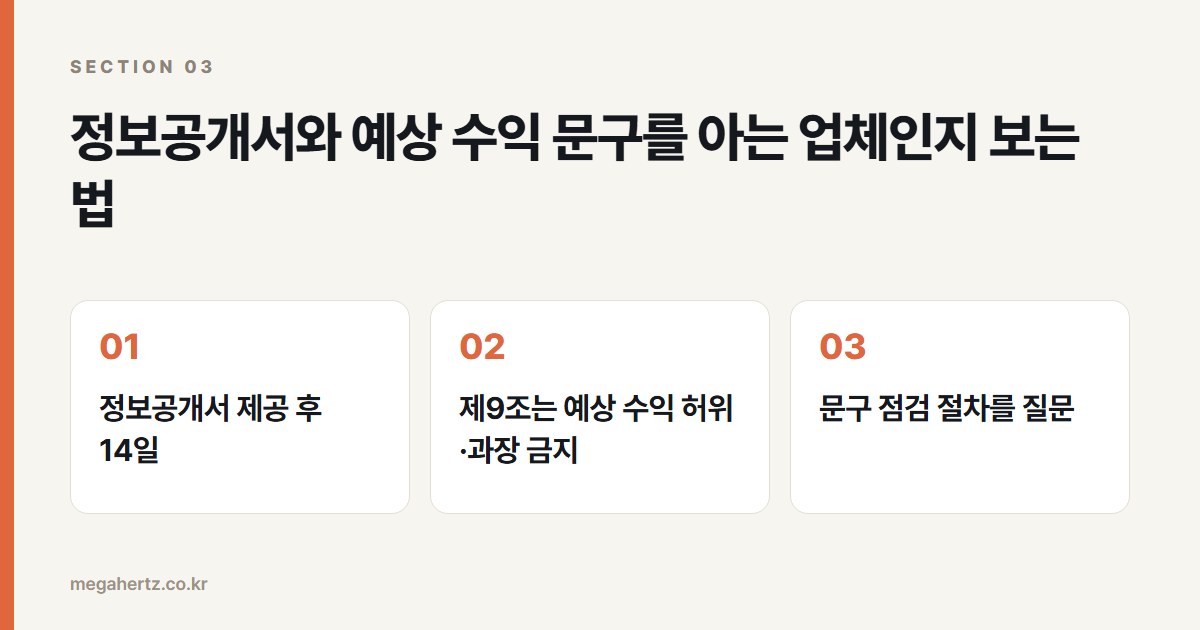 SECTION 03
정보공개서와 예상 수익 문구를 아는 업체인지 보는
법
01
정보공개서 제공 후
14일
02
제9조는 예상 수익 허위
·과장 금지
03
문구 점검 절차를 질문
megahertz.co.kr